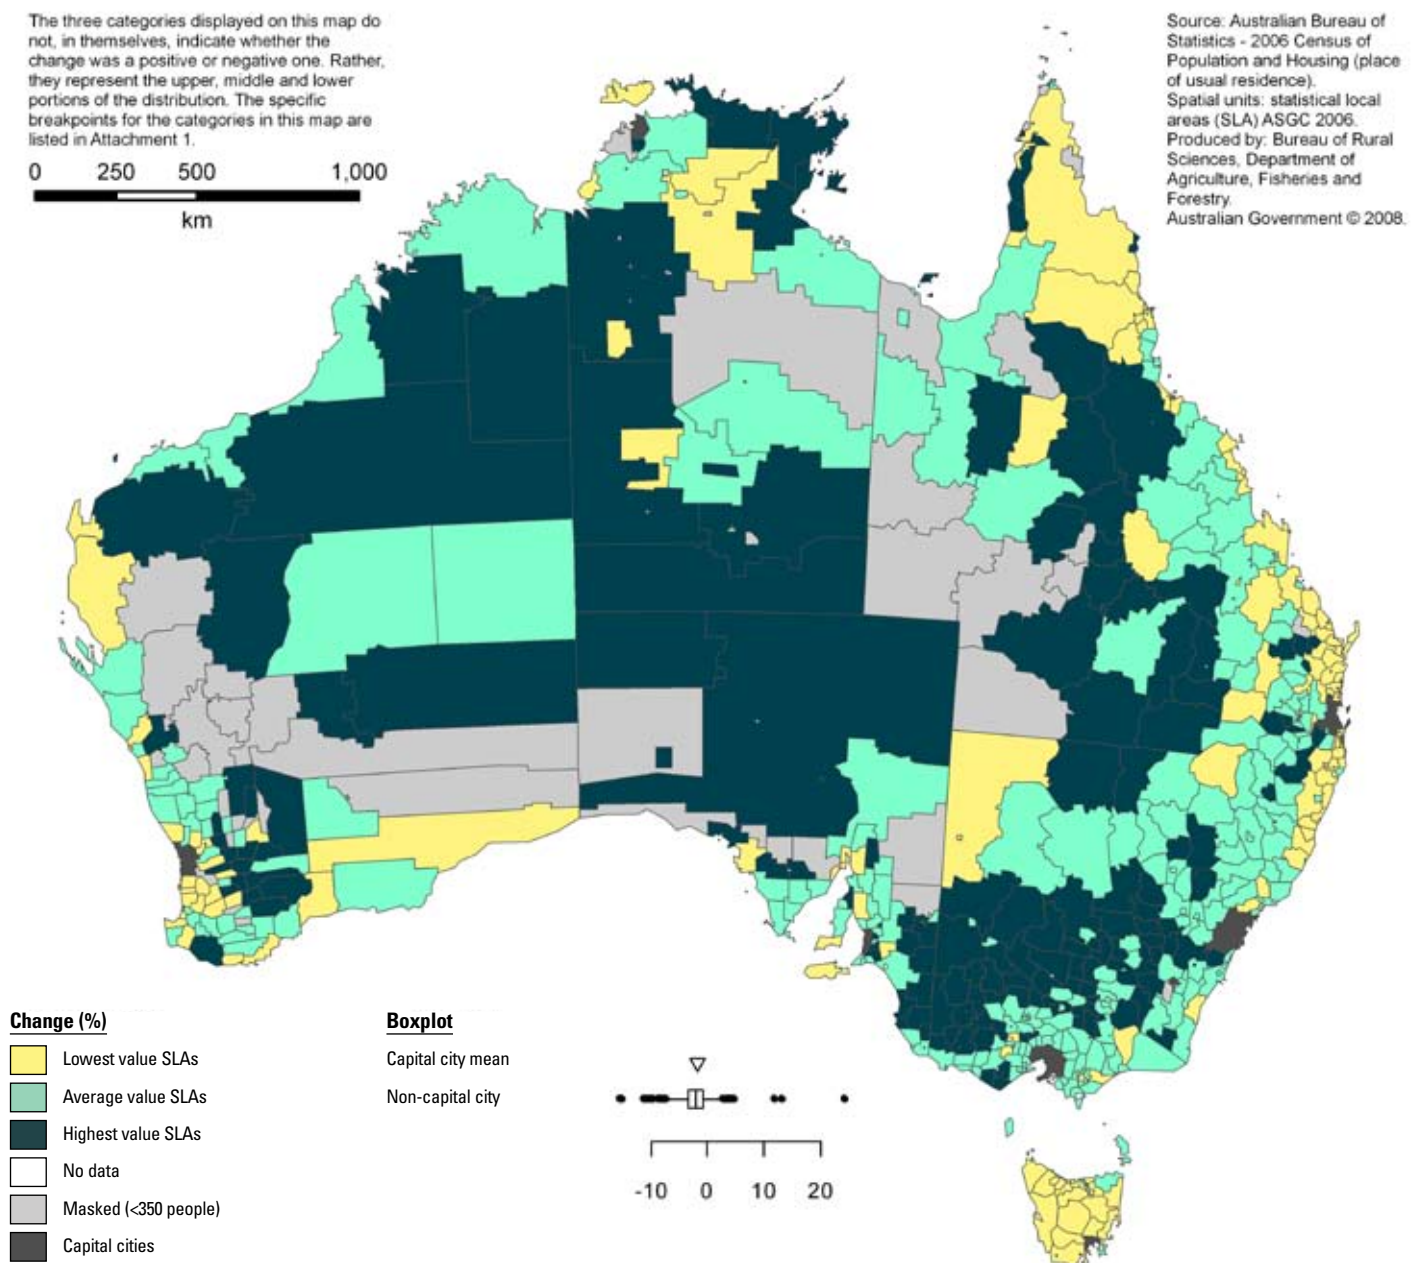 The three categories displayed on this map do
not, in themselves, indicate whether the
change was a positive or negative one. Rather,
they represent the upper, middle and lower
portions of the distribution. The specific
breakpoints for the categories in this map are
listed in Attachment 1.
0 250 500 1,000
km
Source: Australian Bureau of
Statistics - 2006 Census of
Population and Housing (place
of usual residence).
Spatial units: statistical local
areas (SLA) ASGC 2006.
Produced by: Bureau of Rural
Sciences, Department of
Agriculture, Fisheries and
Forestry.
Australian Government © 2008.
Change (%)
Lowest value SLAs
Average value SLAs
Highest value SLAs
No data
Masked (<350 people)
Capital cities
Boxplot
Capital city mean
Non-capital city
-10 0 10 20